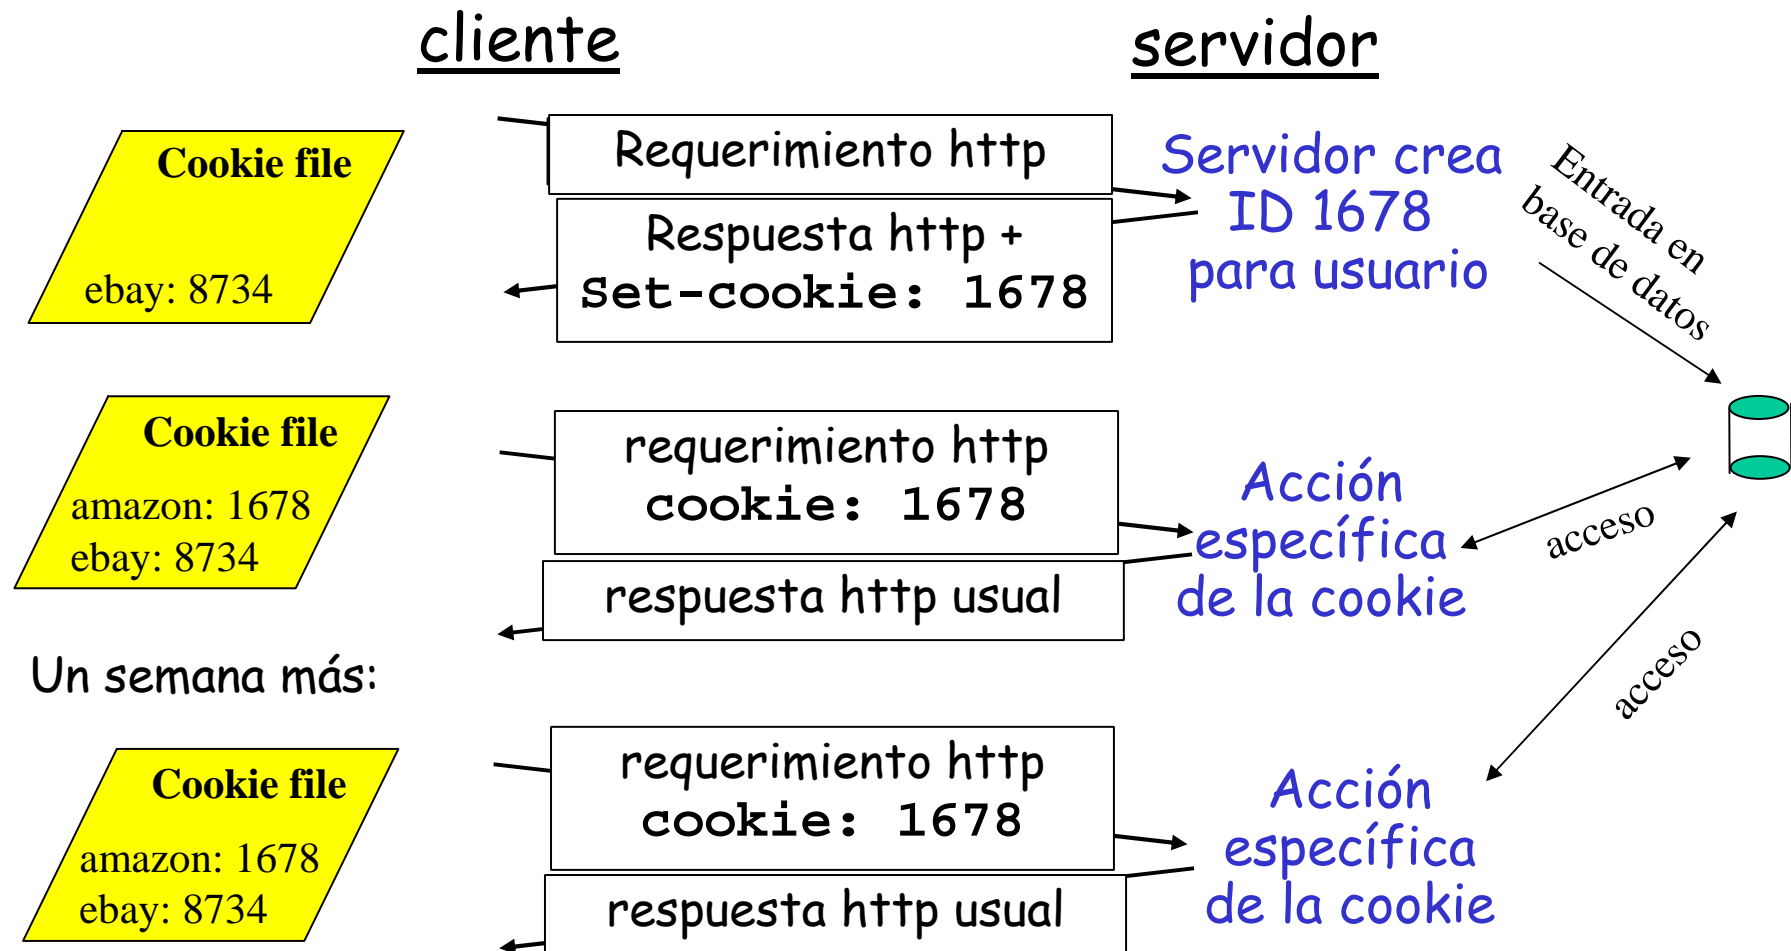 cliente
servidor
Cookie file
ebay: 8734
Requerimiento http
Respuesta http +
Set-cookie: 1678
Servidor crea
ID 1678
para usuario
Entrada en
base de datos
Cookie file
amazon: 1678
ebay: 8734
requerimiento http
cookie: 1678
respuesta http usual
Acción
específica
de la cookie
acceso
acceso
Un semana más:
Cookie file
amazon: 1678
ebay: 8734
requerimiento http
cookie: 1678
respuesta http usual
Acción
específica
de la cookie